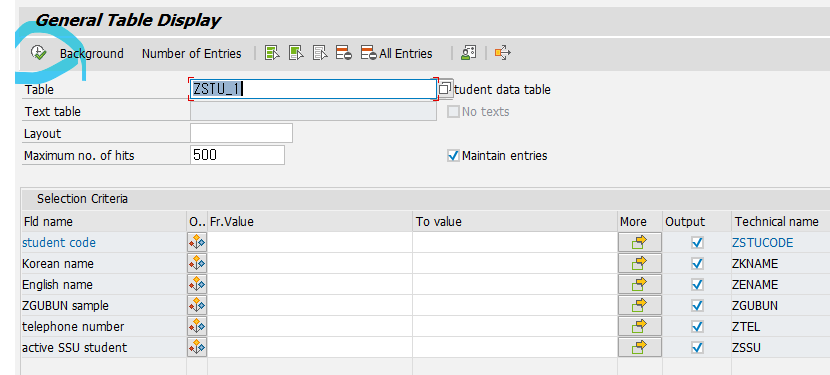 General Table Display
Background Number of Entries All Entries
Table ZSTU_1 tudent data table
Text table No texts
Layout
Maximum no. of hits 500 Maintain entries
Selection Criteria
Fld name O.. Fr.Value To value More Output Technical name
student code ZSTUCODE
Korean name ZKNAME
English name ZENAME
ZGUBUN sample ZGUBUN
telephone number ZTEL
active SSU student ZSSU